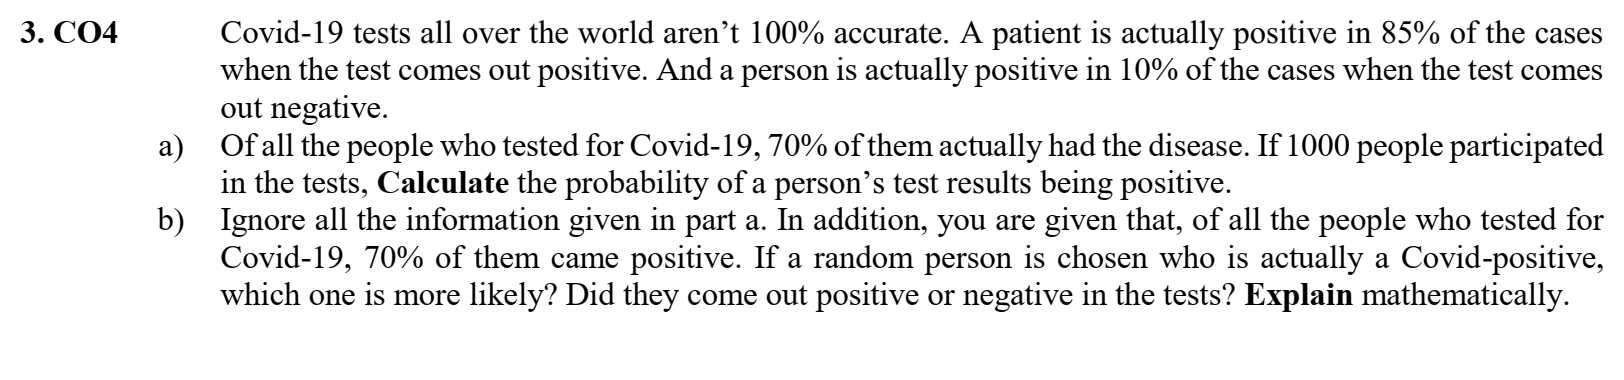 3. CO4 Covid-19 tests all over the world aren’t 100% accurate. A patient is actually positive in 85% of the cases
when the test comes out positive. And a person is actually positive in 10% of the cases when the test comes
out negative.
a) Of all the people who tested for Covid-19, 70% of them actually had the disease. If 1000 people participated
in the tests, Calculate the probability of a person’s test results being positive.
b) Ignore all the information given in part a. In addition, you are given that, of all the people who tested for
Covid-19, 70% of them came positive. If a random person is chosen who is actually a Covid-positive,
which one is more likely? Did they come out positive or negative in the tests? Explain mathematically.